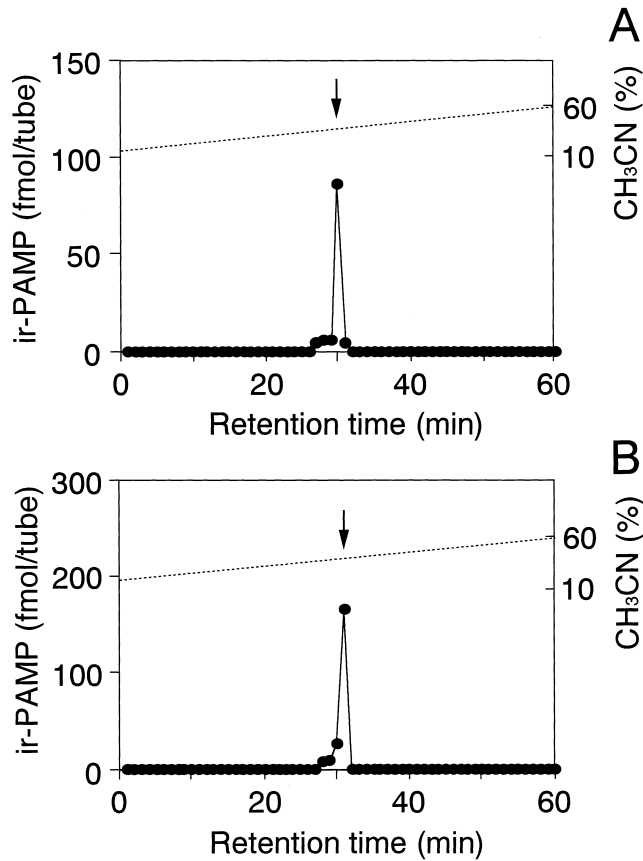 A
150
100
50
0
ir-PAMP (fmol/tube)
60
10
CH₃CN (%)
0 20 40 60
Retention time (min)
B
300
200
100
0
ir-PAMP (fmol/tube)
60
10
CH₃CN (%)
0 20 40 60
Retention time (min)